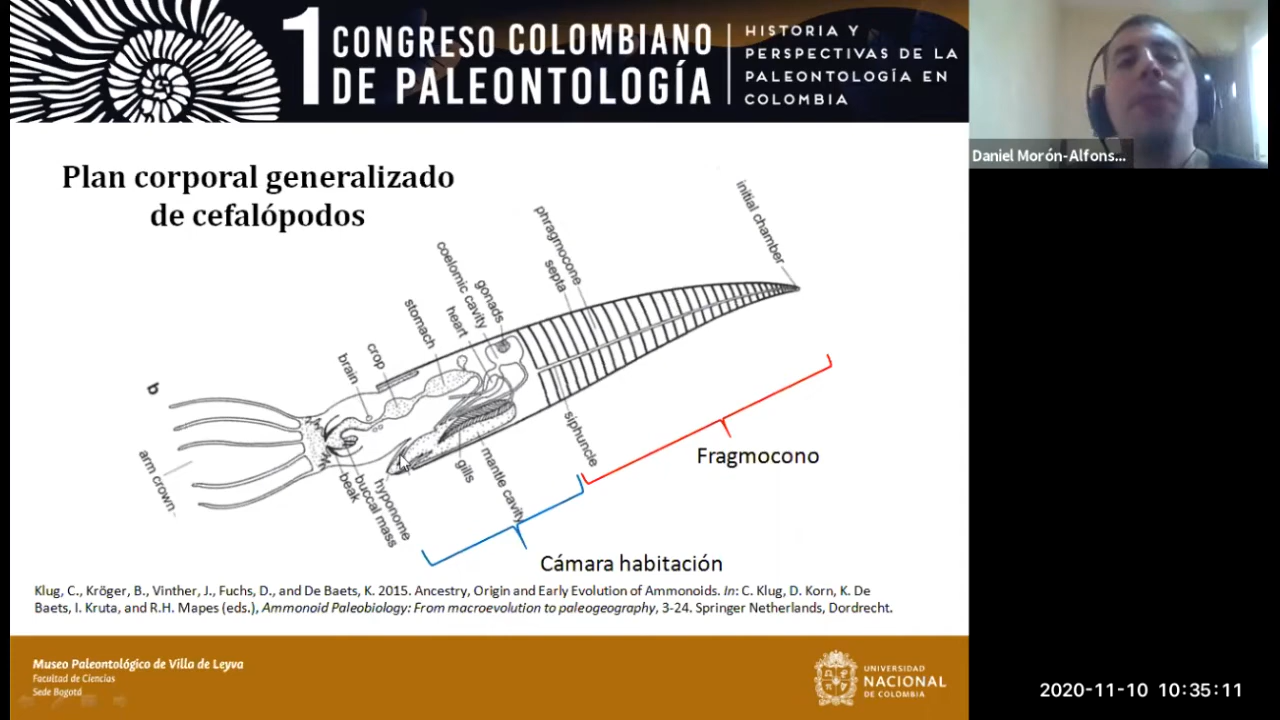 1 CONGRESO COLOMBIANO
DE PALEONTOLOGÍA
HISTORIA Y
PERSPECTIVAS DE LA
PALEONTOLOGÍA EN
COLOMBIA
Daniel Morón-Alfons...
Plan corporal generalizado
de cefalópodos
b
arm crown
brain
crop
stomach
coelomic cavity
heart
gonads
phragmocone
septa
initial chamber
beak
buccal mass
hyponome
gills
mantle cavity
siphuncle
Fragmocono
Cámara habitación
Klug, C., Kröger, B., Vinther, J., Fuchs, D., and De Baets, K. 2015. Ancestry, Origin and Early Evolution of Ammonoids. In: C. Klug, D. Korn, K. De
Baets, I. Kruta, and R.H. Mapes (eds.), Ammonoid Paleobiology: From macroevolution to paleogeography, 3-24. Springer Netherlands, Dordrecht.
Museo Paleontológico de Villa de Leyva
Facultad de Ciencias
Sede Bogotá
UNIVERSIDAD
NACIONAL
DE COLOMBIA
2020-11-10 10:35:11